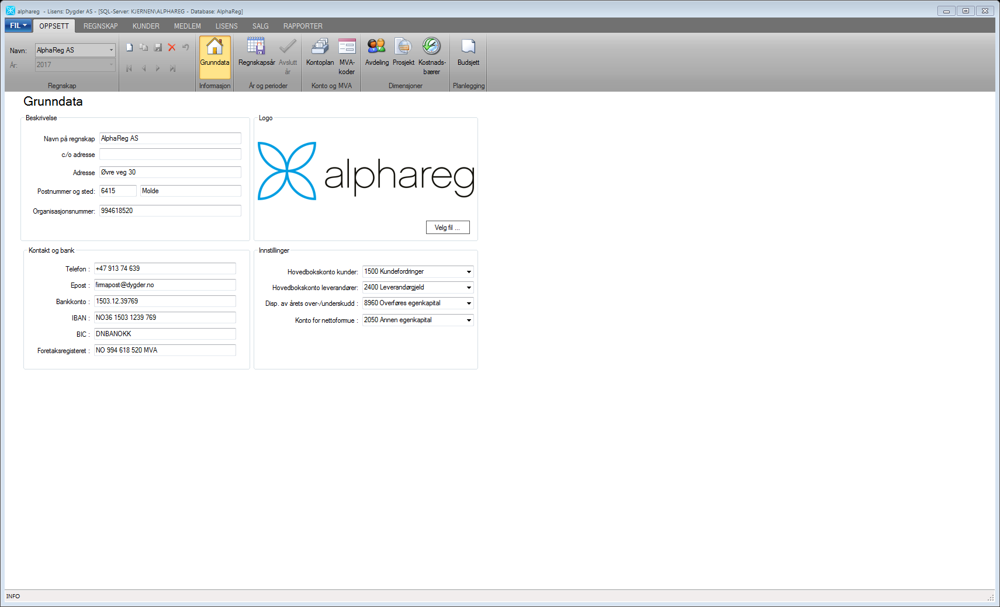 alphareg - Lisens: Dygder AS - [SQL-Server: KJERNEN\ALPHAREG - Database: AlphaReg]
FIL OPPSETT REGNSKAP KUNDER MEDLEM LISENS SALG RAPPORTER
Navn: AlphaReg AS
År: 2017
Regnskap
Grunndata
Informasjon
Regnskapsår
Avslutt
år
År og perioder
Kontoplan
MVA-
koder
Konto og MVA
Avdeling
Prosjekt
Kostnads-
bærer
Dimensjoner
Budsjett
Planlegging
Grunndata
Beskrivelse
Navn på regnskap AlphaReg AS
c/o adresse
Adresse Øvre veg 30
Postnummer og sted: 6415 Molde
Organisasjonsnummer: 994618520
Logo
alphareg
Velg fil ...
Kontakt og bank
Telefon : +47 913 74 639
Epost : firmapost@dygder.no
Bankkonto : 1503.12.39769
IBAN : NO36 1503 1239 769
BIC : DNBANOKK
Foretaksregisteret : NO 994 618 520 MVA
Innstillinger
Hovedbokskonto kunder: 1500 Kundefordringer
Hovedbokskonto leverandører: 2400 Leverandørgjeld
Disp. av årets over-/underskudd : 8960 Overføres egenkapital
Konto for nettoformue : 2050 Annen egenkapital
INFO